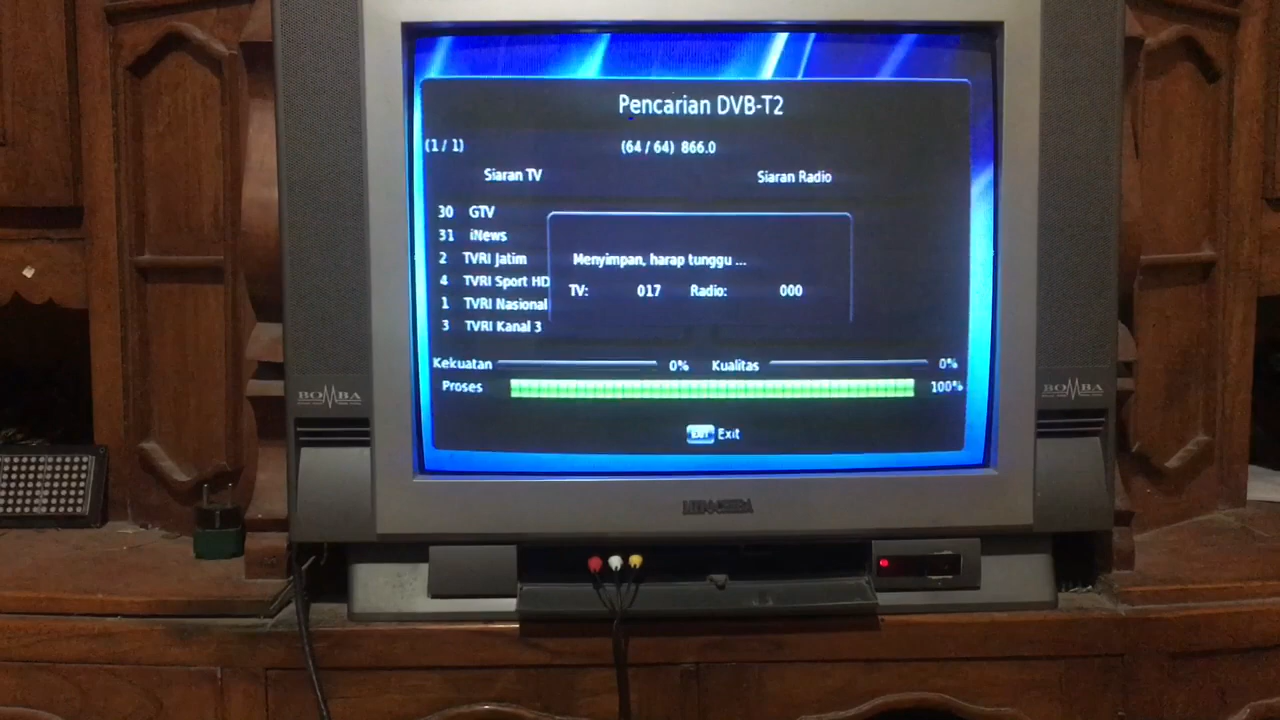 Pencarian DVB-T2
(1 / 1) (64 / 64) 866.0
Siaran TV Siaran Radio
30 GTV
31 iNews
2 TVRI Jatim
4 TVRI Sport HD
1 TVRI Nasional
3 TVRI Kanal 3
Menyimpan, harap tunggu ...
TV: 017 Radio: 000
Kekuatan 0% Kualitas 0%
Proses 100%
EXIT Exit
BOMBA
BOMBA